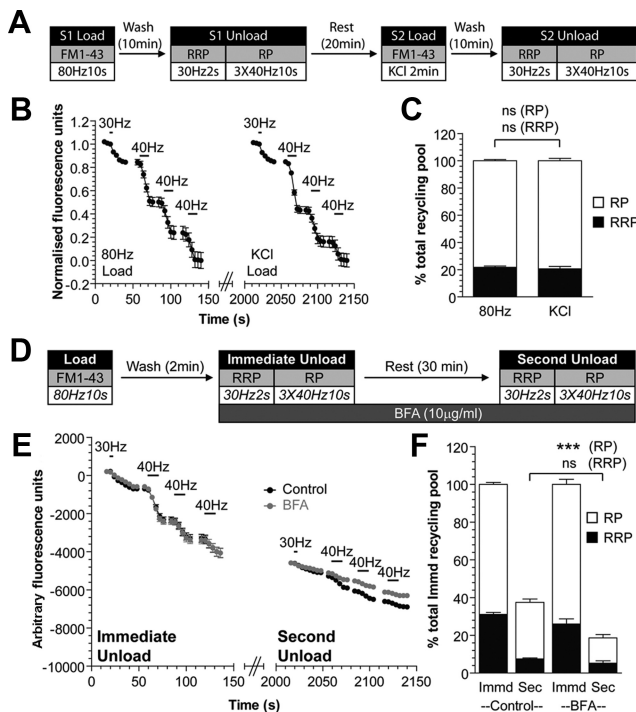 A
S1 Load
FM1-43
80Hz10s
Wash
(10min)
S1 Unload
RRP RP
30Hz2s 3X40Hz10s
Rest
(20min)
S2 Load
FM1-43
KCl 2min
Wash
(10min)
S2 Unload
RRP RP
30Hz2s 3X40Hz10s
B
Normalised fluorescence units
1.2
1.0
0.8
0.6
0.4
0.2
0.0
-0.2
30Hz
40Hz
40Hz
40Hz
80Hz
Load
30Hz
40Hz
40Hz
40Hz
KCl
Load
0 50 100 150 2000 2050 2100 2150
Time (s)
C
ns (RP)
ns (RRP)
% total recycling pool
120
100
80
60
40
20
0
80Hz KCl
RP
RRP
D
Load
FM1-43
80Hz10s
Wash (2min)
Immediate Unload
RRP RP
30Hz2s 3X40Hz10s
Rest (30 min)
Second Unload
RRP RP
30Hz2s 3X40Hz10s
BFA (10μg/ml)
E
Arbitrary fluorescence units
2000
0
-2000
-4000
-6000
-8000
-10000
30Hz
40Hz
40Hz
40Hz
Control
BFA
Immediate
Unload
30Hz
40Hz
40Hz
40Hz
Second
Unload
0 50 100 150 2000 2050 2100 2150
Time (s)
F
*** (RP)
ns (RRP)
% total Immd recycling pool
120
100
80
60
40
20
0
RP
RRP
Immd Sec Immd Sec
--Control-- --BFA--